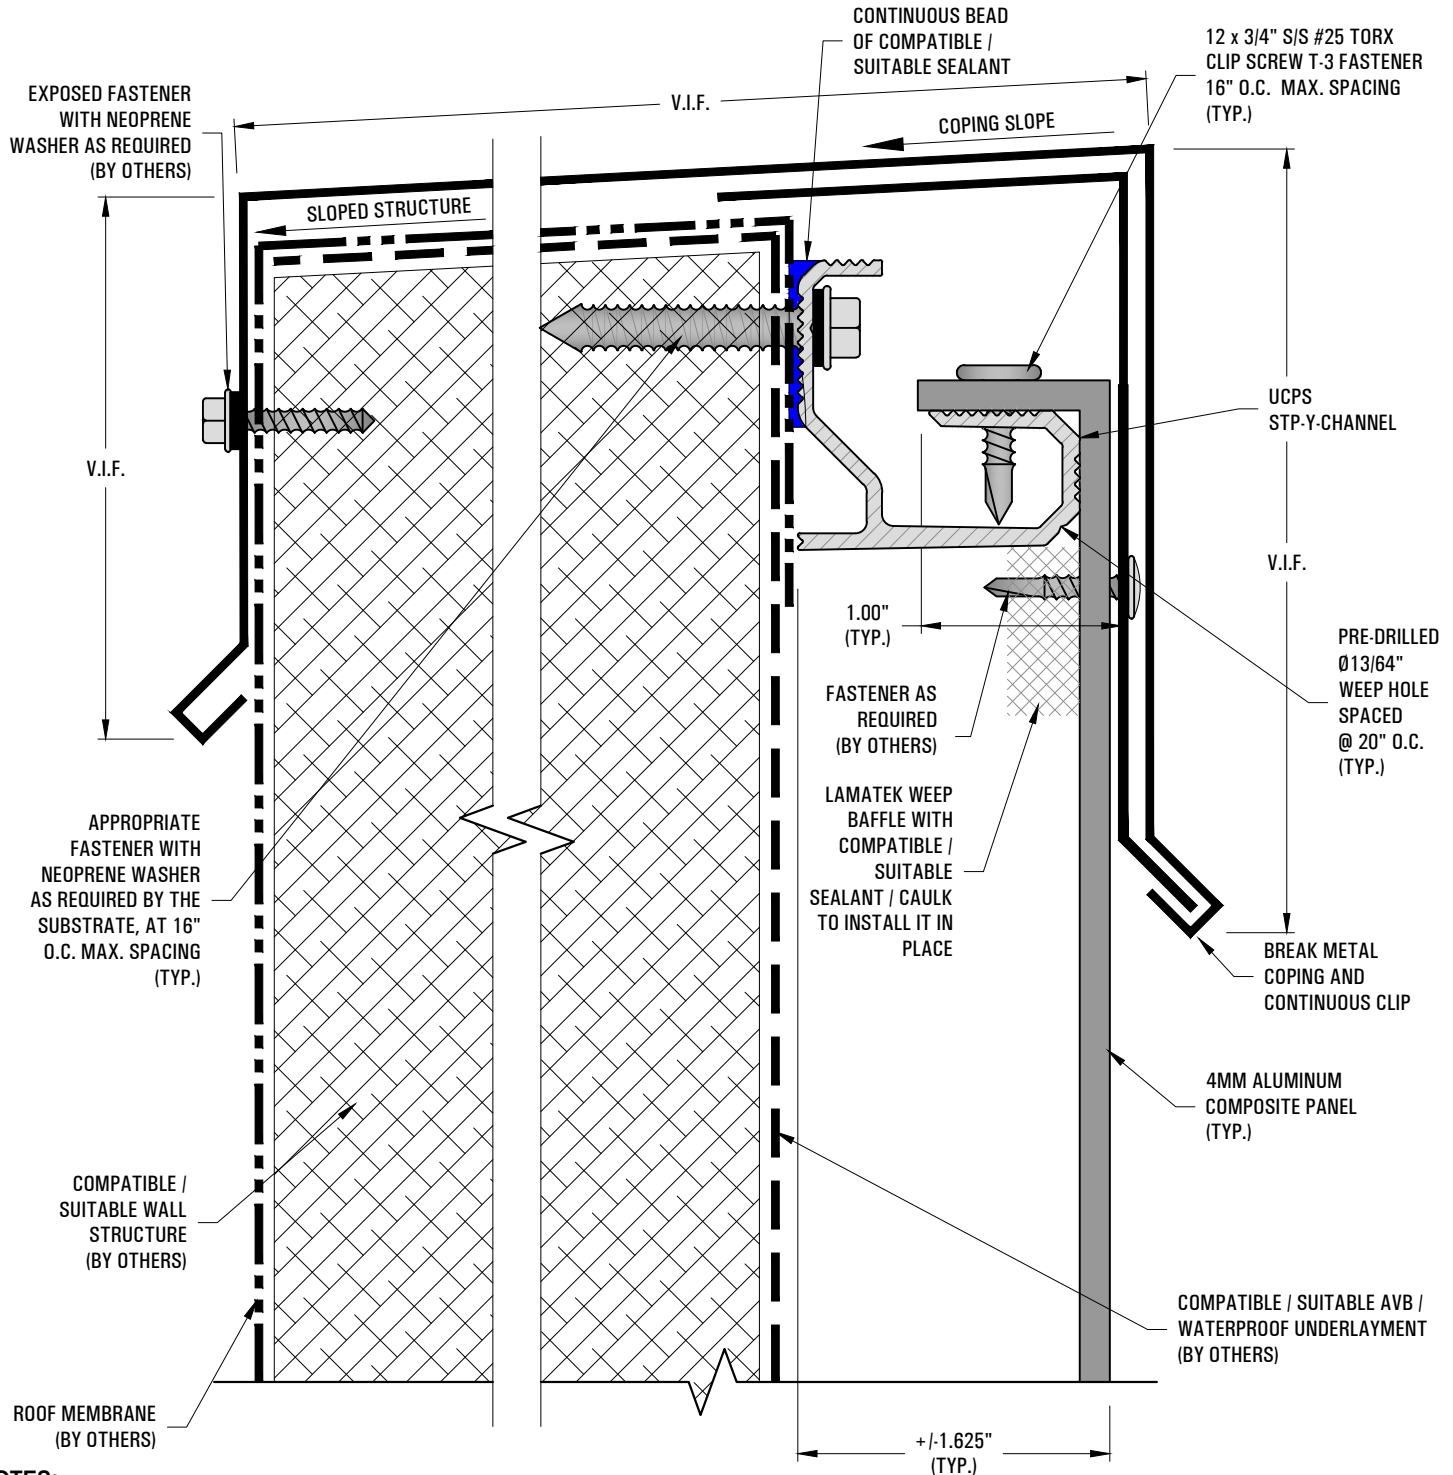 CONTINUOUS BEAD
OF COMPATIBLE /
SUITABLE SEALANT
12 x 3/4" S/S #25 TORX
CLIP SCREW T-3 FASTENER
16" O.C. MAX. SPACING
(TYP.)
EXPOSED FASTENER
WITH NEOPRENE
WASHER AS REQUIRED
(BY OTHERS)
V.I.F.
COPING SLOPE
SLOPED STRUCTURE
UCPS
STP-Y-CHANNEL
V.I.F.
V.I.F.
1.00"
(TYP.)
PRE-DRILLED
Ø13/64"
WEEP HOLE
SPACED
@ 20" O.C.
(TYP.)
FASTENER AS
REQUIRED
(BY OTHERS)
LAMATEK WEEP
BAFFLE WITH
COMPATIBLE /
SUITABLE
SEALANT / CAULK
TO INSTALL IT IN
PLACE
APPROPRIATE
FASTENER WITH
NEOPRENE WASHER
AS REQUIRED BY THE
SUBSTRATE, AT 16"
O.C. MAX. SPACING
(TYP.)
BREAK METAL
COPING AND
CONTINUOUS CLIP
4MM ALUMINUM
COMPOSITE PANEL
(TYP.)
COMPATIBLE /
SUITABLE WALL
STRUCTURE
(BY OTHERS)
COMPATIBLE / SUITABLE AVB /
WATERPROOF UNDERLAYMENT
(BY OTHERS)
ROOF MEMBRANE
(BY OTHERS)
+/-1.625"
(TYP.)